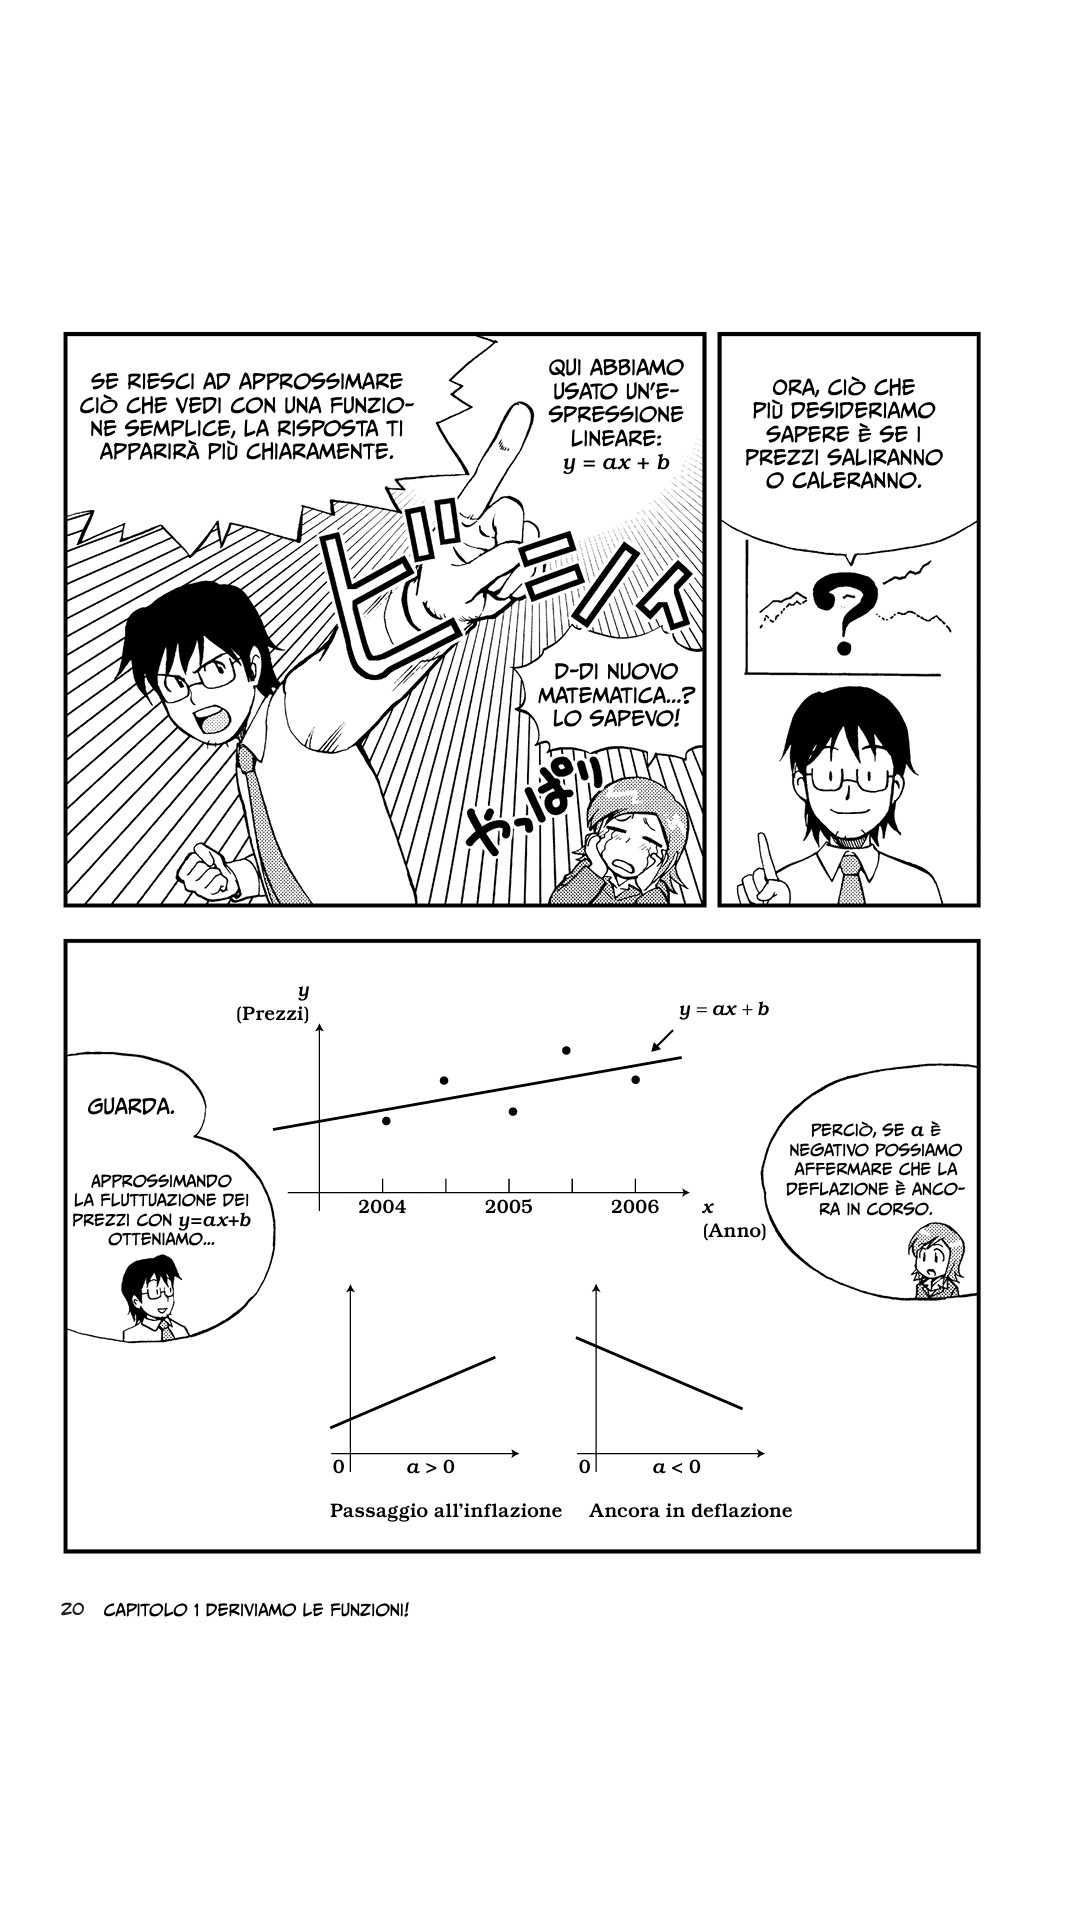 SE RIESCI AD APPROSSIMARE
CIÒ CHE VEDI CON UNA FUNZIO-
NE SEMPLICE, LA RISPOSTA TI
APPARIRÀ PIÙ CHIARAMENTE.
QUI ABBIAMO
USATO UN'E-
SPRESSIONE
LINEARE:
y = ax + b
ビシィ
D-DI NUOVO
MATEMATICA...?
LO SAPEVO!
やっぱり
ORA, CIÒ CHE
PIÙ DESIDERIAMO
SAPERE È SE I
PREZZI SALIRANNO
O CALERANNO.
?
GUARDA.
APPROSSIMANDO
LA FLUTTUAZIONE DEI
PREZZI CON y=ax+b
OTTENIAMO...
y
(Prezzi)
y = ax + b
2004 2005 2006 x
(Anno)
PERCIÒ, SE a È
NEGATIVO POSSIAMO
AFFERMARE CHE LA
DEFLAZIONE È ANCO-
RA IN CORSO.
0 a > 0
Passaggio all'inflazione
0 a < 0
Ancora in deflazione
20 CAPITOLO 1 DERIVIAMO LE FUNZIONI!